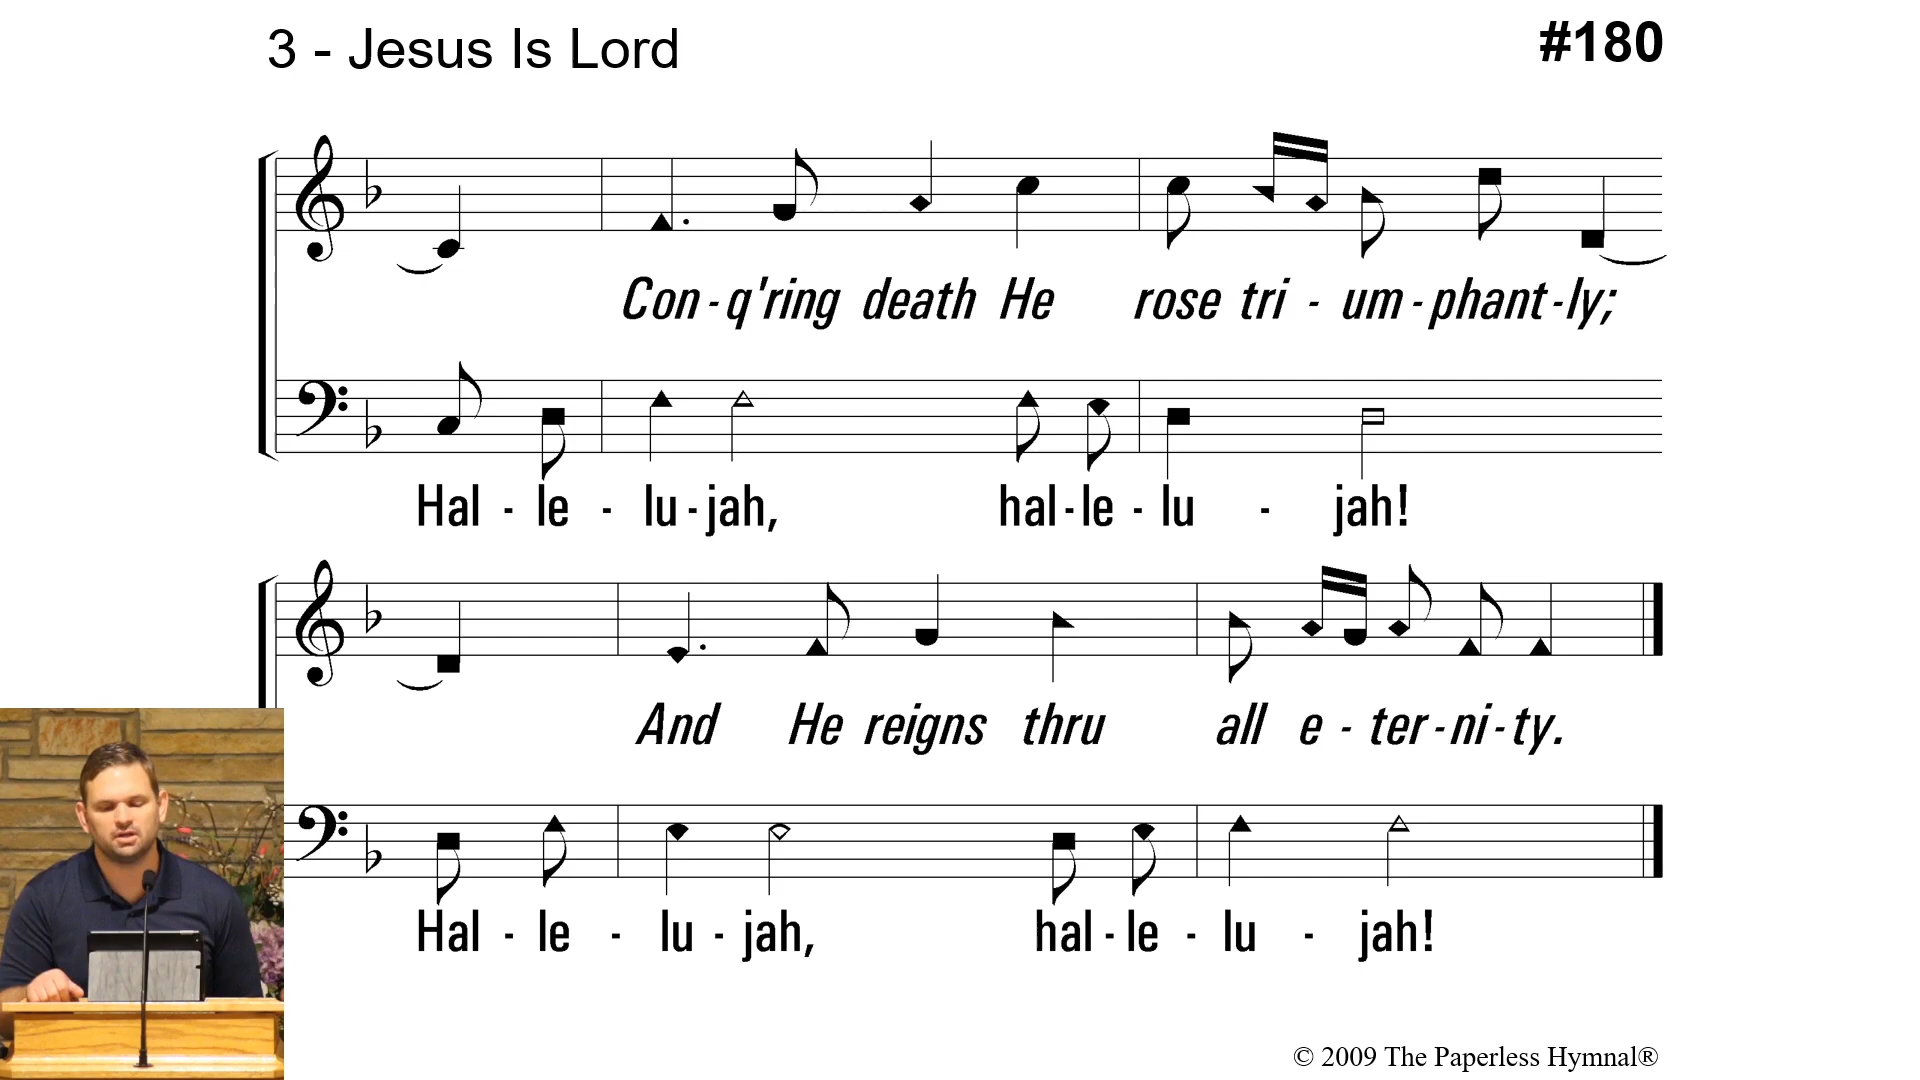 3 - Jesus Is Lord
#180
Con-q'ring death He rose tri - um-phant-ly;
Hal - le - lu-jah, hal-le - lu - jah!
And He reigns thru all e - ter-ni-ty.
Hal - le - lu - jah, hal-le - lu - jah!
© 2009 The Paperless Hymnal®